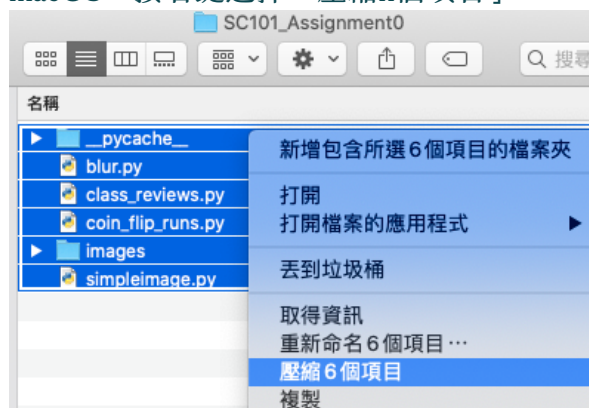 SC101_Assignment0
搜尋
名稱
__pycache__
blur.py
class_reviews.py
coin_flip_runs.py
images
simpleimage.py
新增包含所選6個項目的檔案夾
打開
打開檔案的應用程式
丟到垃圾桶
取得資訊
重新命名6個項目⋯
壓縮6個項目
複製